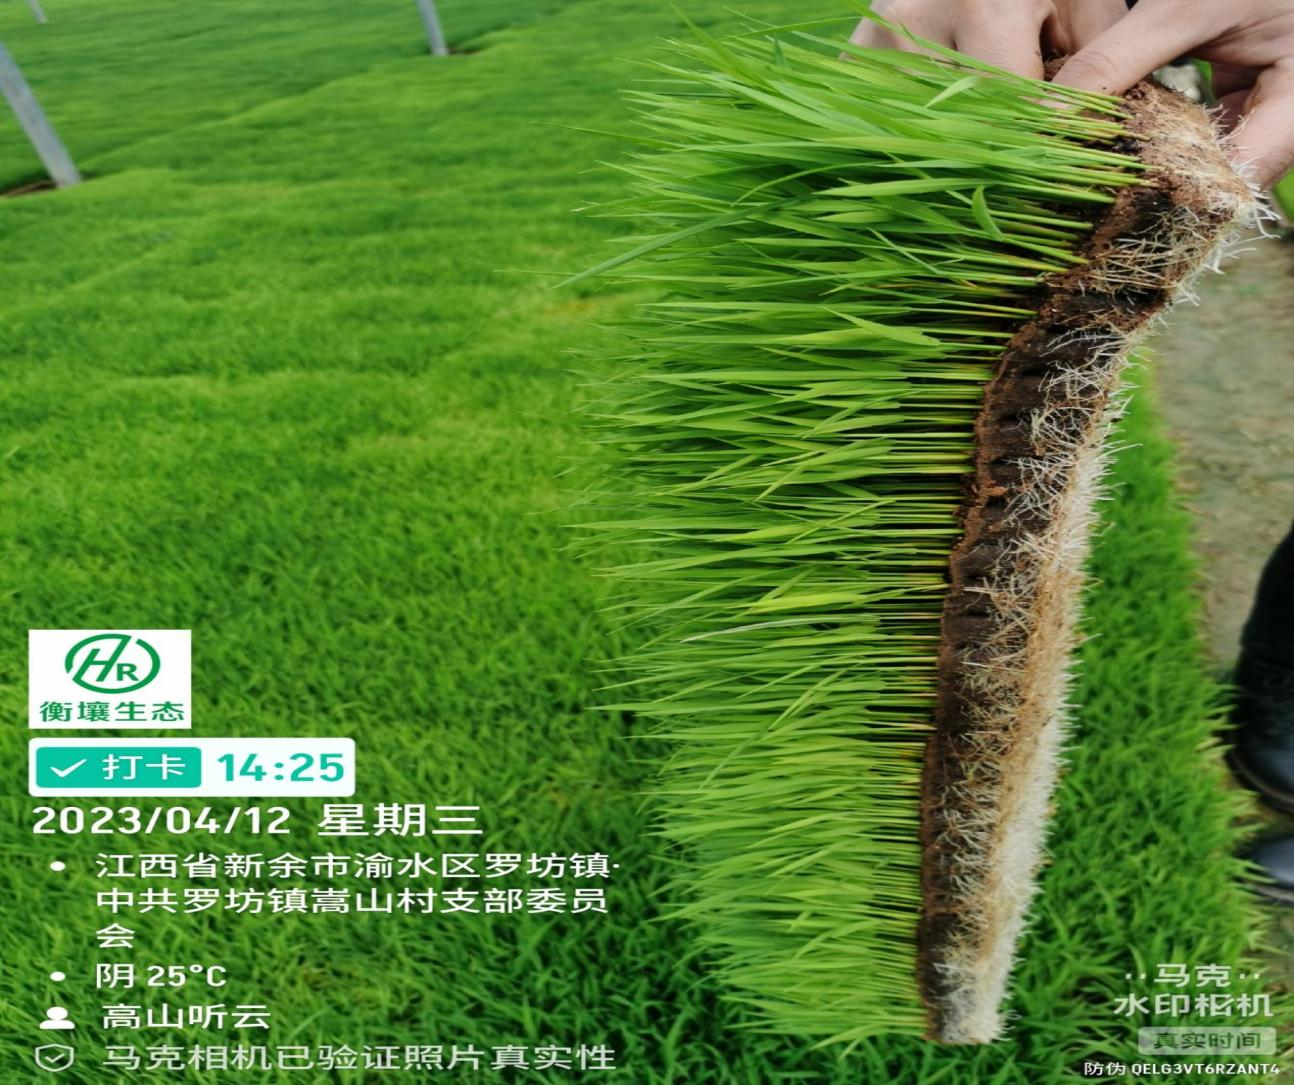 HR
衡壤生态
打卡 14:25
2023/04/12 星期三
江西省新余市渝水区罗坊镇·
中共罗坊镇嵩山村支部委员
会
阴 25°C
高山听云
马克相机已验证照片真实性
马克
水印相机
真实时间
防伪 QELG3VT6RZANT4